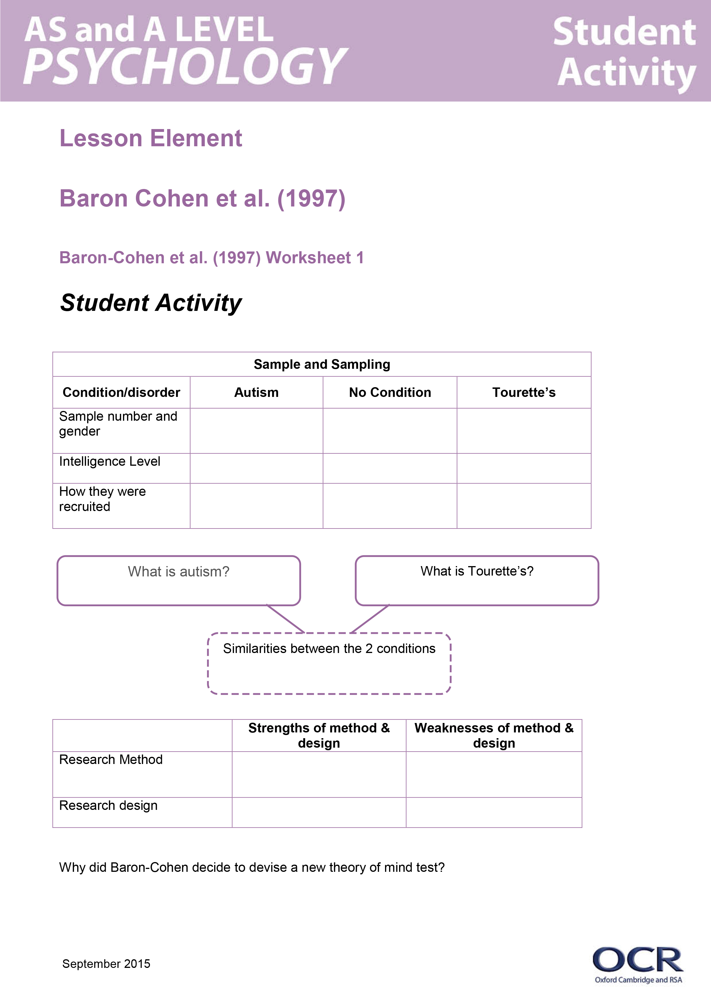 AS and A LEVEL
PSYCHOLOGY
Student
Activity
Lesson Element
Baron Cohen et al. (1997)
Baron-Cohen et al. (1997) Worksheet 1
Student Activity
Sample and Sampling
Condition/disorder Autism No Condition Tourette’s
Sample number and
gender
Intelligence Level
How they were
recruited
What is autism?
What is Tourette’s?
Similarities between the 2 conditions
Strengths of method &
design
Weaknesses of method &
design
Research Method
Research design
Why did Baron-Cohen decide to devise a new theory of mind test?
September 2015
OCR
Oxford Cambridge and RSA